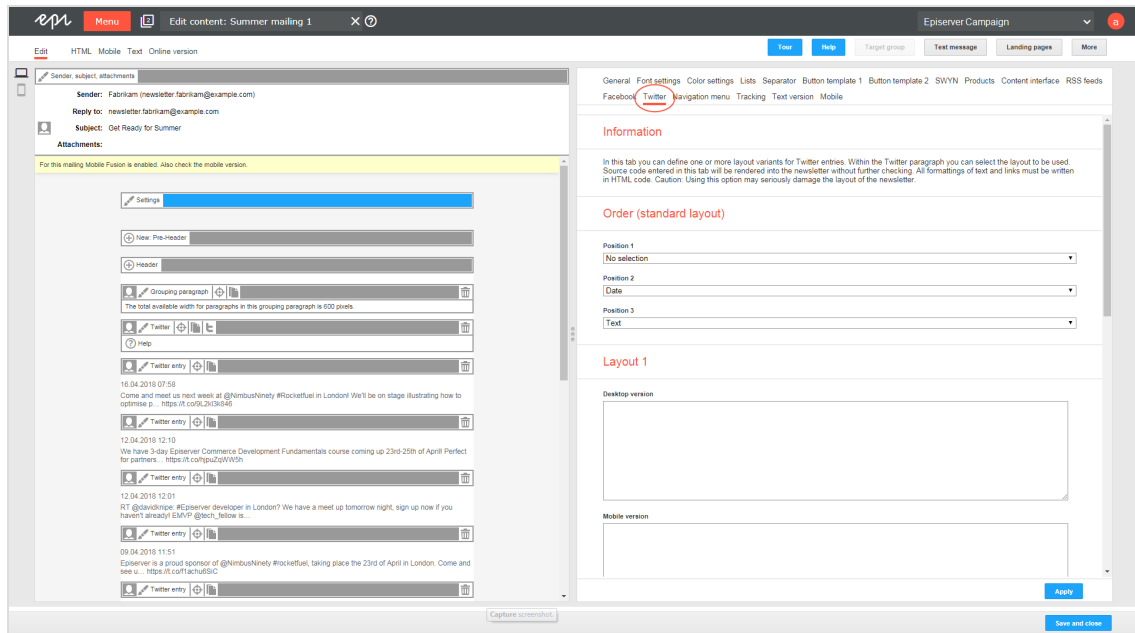 epi Menu 2 Edit content: Summer mailing 1 Episerver Campaign a
Edit HTML Mobile Text Online version Tour Help Target group Test message Landing pages More
Sender, subject, attachments
Sender: Fabrikam (newsletter.fabrikam@example.com)
Reply to: newsletter.fabrikam@example.com
Subject: Get Ready for Summer
Attachments:
For this mailing Mobile Fusion is enabled. Also check the mobile version.
Settings
New: Pre-Header
Header
Grouping paragraph
The total available width for paragraphs in this grouping paragraph is 600 pixels.
Twitter
Help
Twitter entry
16.04.2018 07:58
Come and meet us next week at @NimbusNinety #Rocketfuel in London! We'll be on stage illustrating how to
optimise p... https://t.co/9L2kl3k846
Twitter entry
12.04.2018 12:10
We have 3-day Episerver Commerce Development Fundamentals course coming up 23rd-25th of April! Perfect
for partners... https://t.co/hjpuZqWW5h
Twitter entry
12.04.2018 12:01
RT @davidknipe: #Episerver developer in London? We have a meet up tomorrow night, sign up now if you
haven't already! EMVP @tech_fellow is...
Twitter entry
09.04.2018 11:51
Episerver is a proud sponsor of @NimbusNinety #rocketfuel, taking place the 23rd of April in London. Come and
see u... https://t.co/f1achu6SiC
Twitter entry
General Font settings Color settings Lists Separator Button template 1 Button template 2 SWYN Products Content interface RSS feeds
Facebook Twitter Navigation menu Tracking Text version Mobile
Information
In this tab you can define one or more layout variants for Twitter entries. Within the Twitter paragraph you can select the layout to be used.
Source code entered in this tab will be rendered into the newsletter without further checking. All formattings of text and links must be written
in HTML code. Caution: Using this option may seriously damage the layout of the newsletter.
Order (standard layout)
Position 1
No selection
Position 2
Date
Position 3
Text
Layout 1
Desktop version
Mobile version
Apply
Capture screenshot.
Save and close